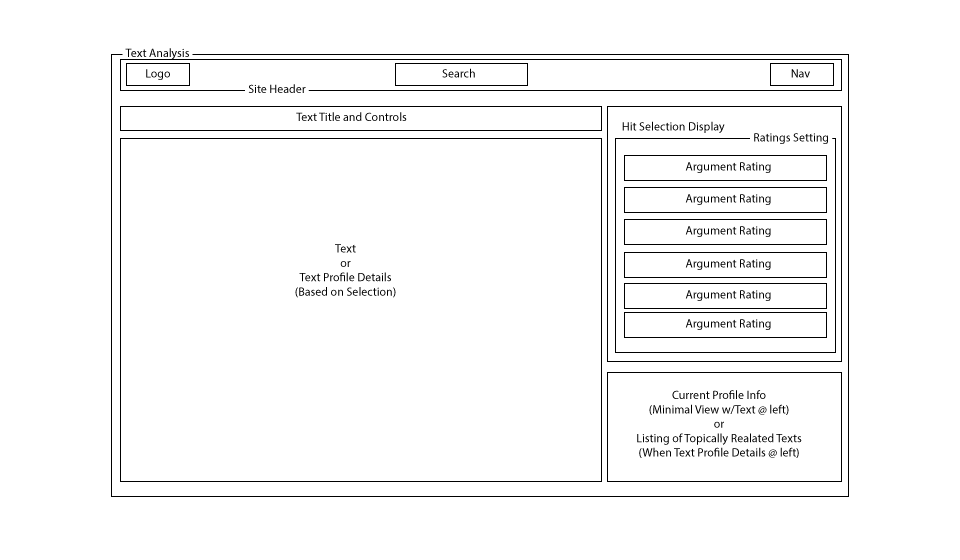 Text Analysis
Logo
Search
Nav
Site Header
Text Title and Controls
Text
or
Text Profile Details
(Based on Selection)
Hit Selection Display
Ratings Setting
Argument Rating
Argument Rating
Argument Rating
Argument Rating
Argument Rating
Argument Rating
Current Profile Info
(Minimal View w/Text @ left)
or
Listing of Topically Realated Texts
(When Text Profile Details @ left)